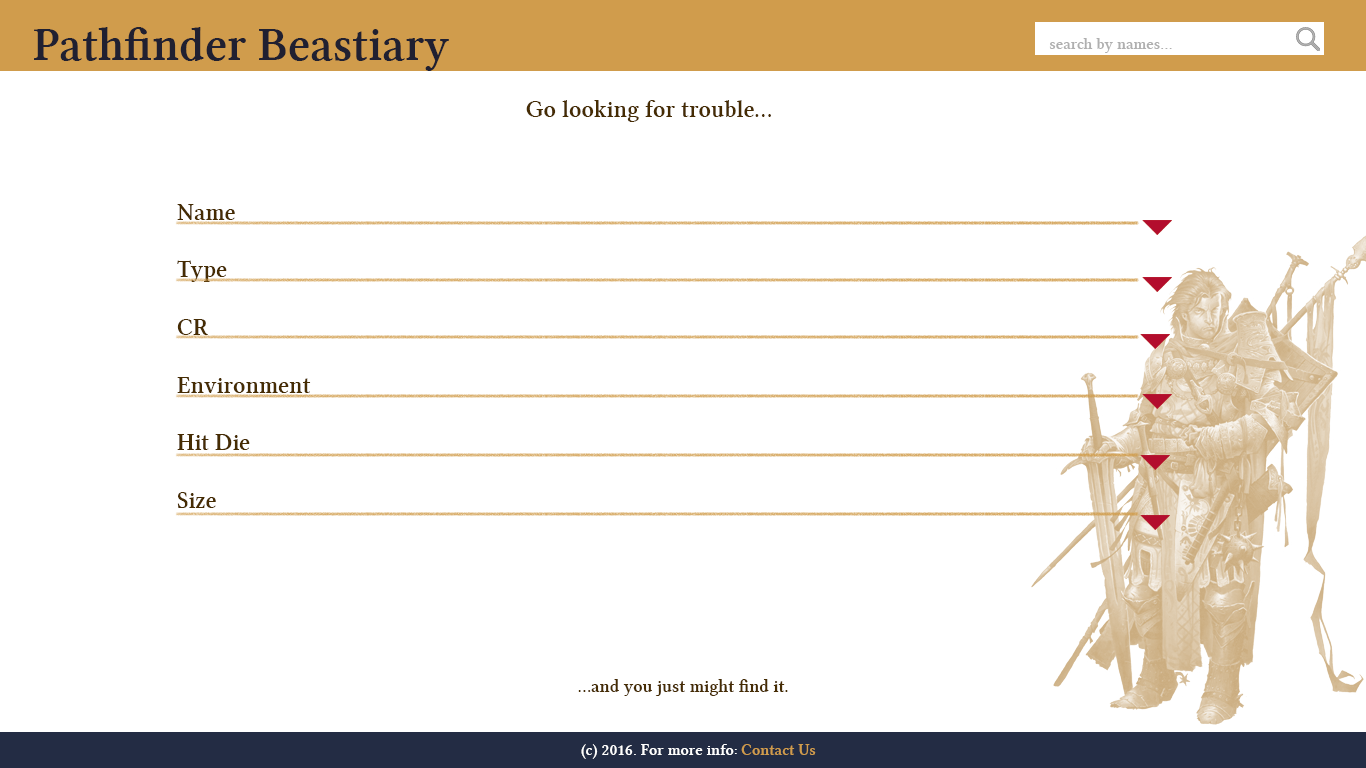 Pathfinder Beastiary
search by names...
Go looking for trouble...
Name
Type
CR
Environment
Hit Die
Size
...and you just might find it.
(c) 2016. For more info: Contact Us